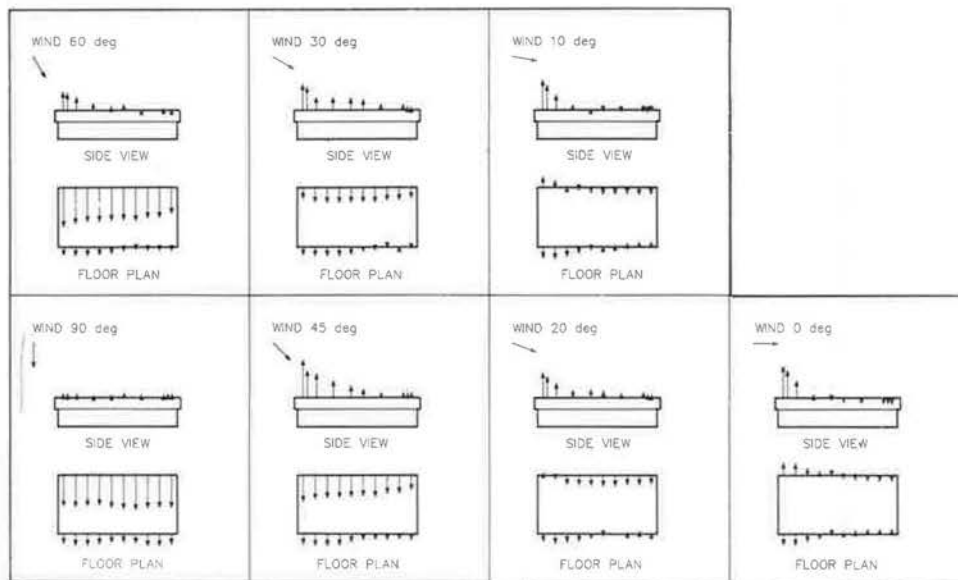 WIND 60 deg
SIDE VIEW
FLOOR PLAN
WIND 30 deg
SIDE VIEW
FLOOR PLAN
WIND 10 deg
SIDE VIEW
FLOOR PLAN
WIND 90 deg
SIDE VIEW
FLOOR PLAN
WIND 45 deg
SIDE VIEW
FLOOR PLAN
WIND 20 deg
SIDE VIEW
FLOOR PLAN
WIND 0 deg
SIDE VIEW
FLOOR PLAN